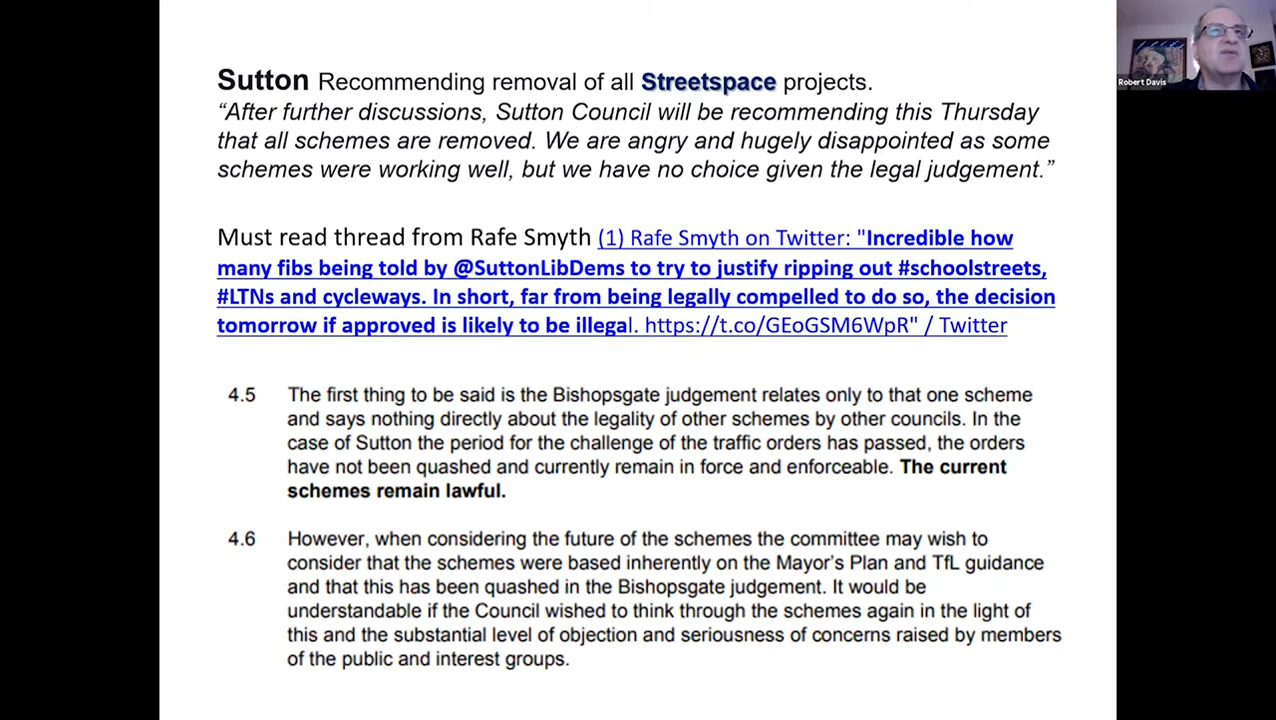 Sutton Recommending removal of all Streetspace projects.
“After further discussions, Sutton Council will be recommending this Thursday
that all schemes are removed. We are angry and hugely disappointed as some
schemes were working well, but we have no choice given the legal judgement.”
Must read thread from Rafe Smyth (1) Rafe Smyth on Twitter: "Incredible how
many fibs being told by @SuttonLibDems to try to justify ripping out #schoolstreets,
#LTNs and cycleways. In short, far from being legally compelled to do so, the decision
tomorrow if approved is likely to be illegal. https://t.co/GEoGSM6WpR" / Twitter
4.5 The first thing to be said is the Bishopsgate judgement relates only to that one scheme
and says nothing directly about the legality of other schemes by other councils. In the
case of Sutton the period for the challenge of the traffic orders has passed, the orders
have not been quashed and currently remain in force and enforceable. The current
schemes remain lawful.
4.6 However, when considering the future of the schemes the committee may wish to
consider that the schemes were based inherently on the Mayor's Plan and TfL guidance
and that this has been quashed in the Bishopsgate judgement. It would be
understandable if the Council wished to think through the schemes again in the light of
this and the substantial level of objection and seriousness of concerns raised by members
of the public and interest groups.
Robert Davis